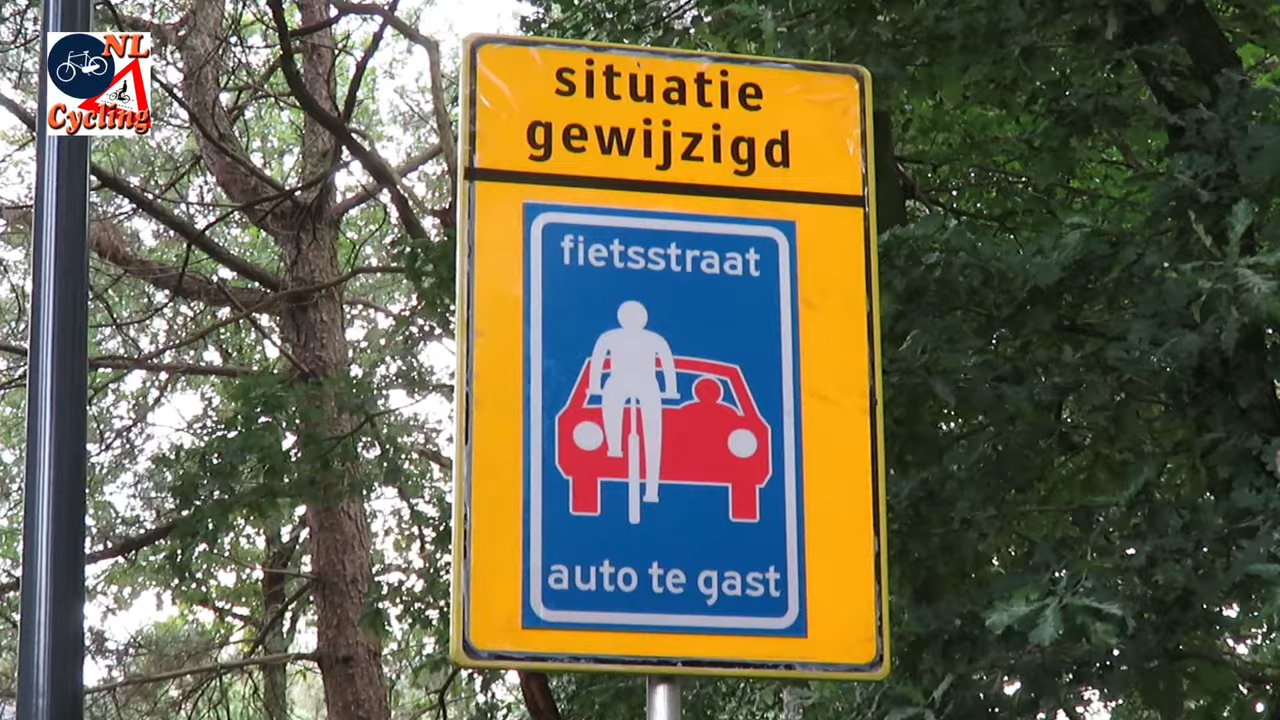 NL
Cycling
situatie
gewijzigd
fietsstraat
auto te gast